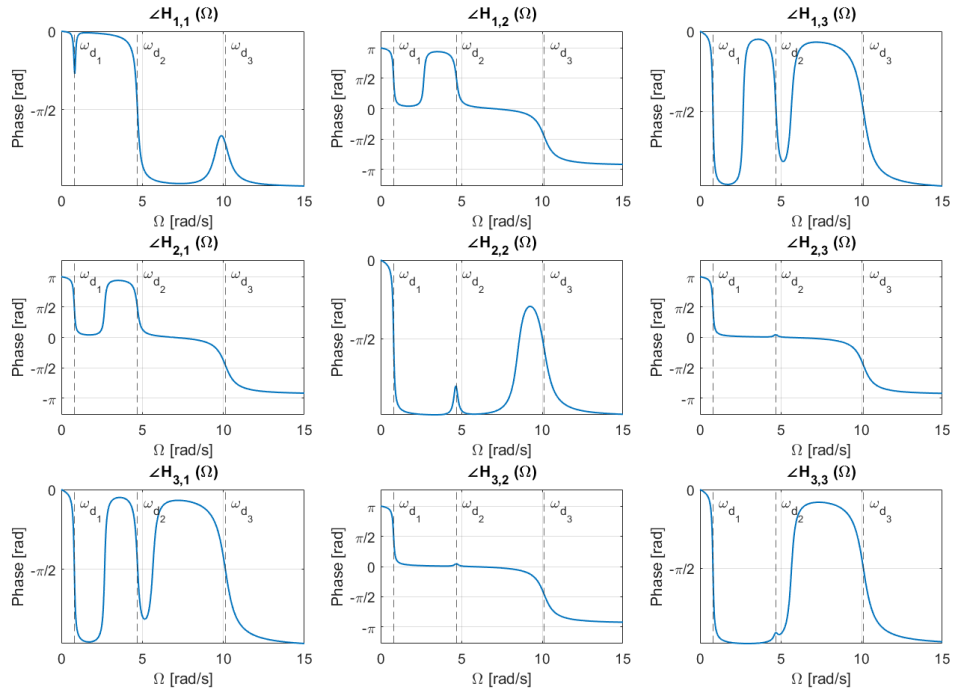 ∠H1,1 (Ω)
Phase [rad]
0
-π/2
ωd1
ωd2
ωd3
0 5 10 15
Ω [rad/s]
∠H1,2 (Ω)
Phase [rad]
π
π/2
0
-π/2
-π
ωd1
ωd2
ωd3
0 5 10 15
Ω [rad/s]
∠H1,3 (Ω)
Phase [rad]
0
-π/2
ωd1
ωd2
ωd3
0 5 10 15
Ω [rad/s]
∠H2,1 (Ω)
Phase [rad]
π
π/2
0
-π/2
-π
ωd1
ωd2
ωd3
0 5 10 15
Ω [rad/s]
∠H2,2 (Ω)
Phase [rad]
0
-π/2
ωd1
ωd2
ωd3
0 5 10 15
Ω [rad/s]
∠H2,3 (Ω)
Phase [rad]
π
π/2
0
-π/2
-π
ωd1
ωd2
ωd3
0 5 10 15
Ω [rad/s]
∠H3,1 (Ω)
Phase [rad]
0
-π/2
ωd1
ωd2
ωd3
0 5 10 15
Ω [rad/s]
∠H3,2 (Ω)
Phase [rad]
π
π/2
0
-π/2
-π
ωd1
ωd2
ωd3
0 5 10 15
Ω [rad/s]
∠H3,3 (Ω)
Phase [rad]
0
-π/2
ωd1
ωd2
ωd3
0 5 10 15
Ω [rad/s]